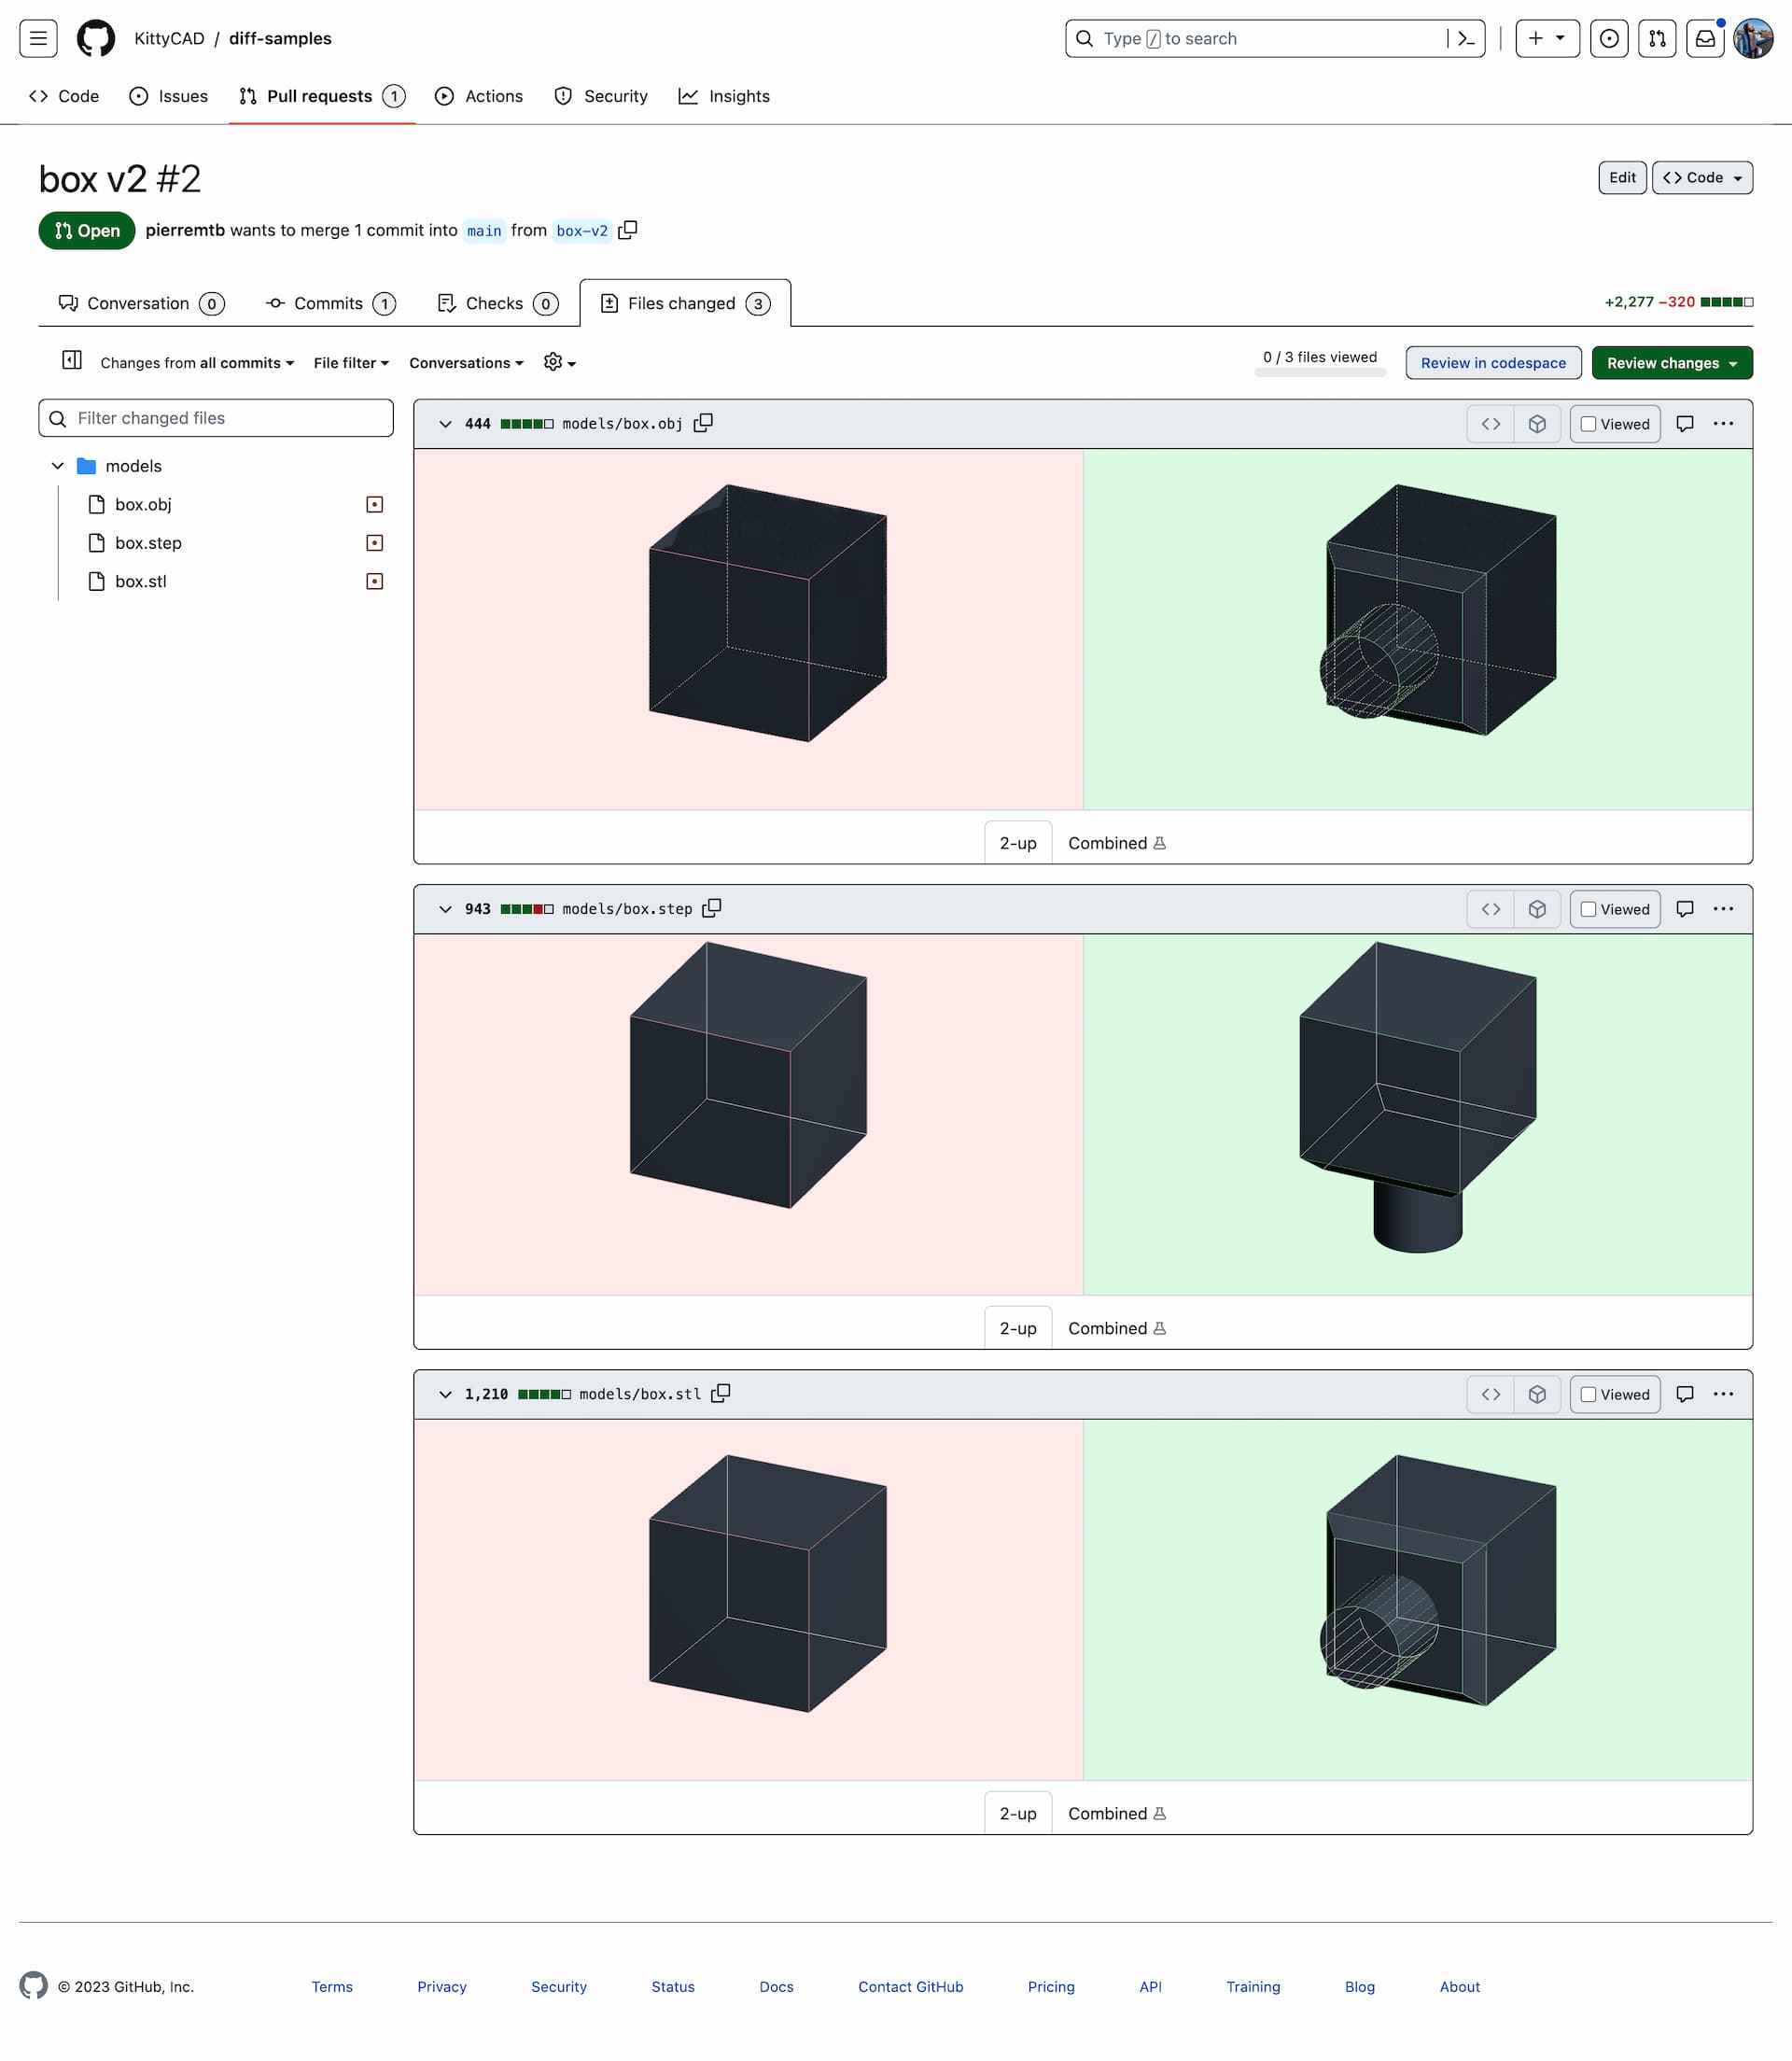 KittyCAD / diff-samples
Type / to search
Code Issues Pull requests 1 Actions Security Insights
box v2 #2
Edit Code
Open pierremtb wants to merge 1 commit into main from box-v2
Conversation 0 Commits 1 Checks 0 Files changed 3 +2,277 −320
Changes from all commits File filter Conversations 0 / 3 files viewed Review in codespace Review changes
Filter changed files
models
box.obj
box.step
box.stl
444 models/box.obj Viewed
2-up Combined
943 models/box.step Viewed
2-up Combined
1,210 models/box.stl Viewed
2-up Combined
© 2023 GitHub, Inc. Terms Privacy Security Status Docs Contact GitHub Pricing API Training Blog About